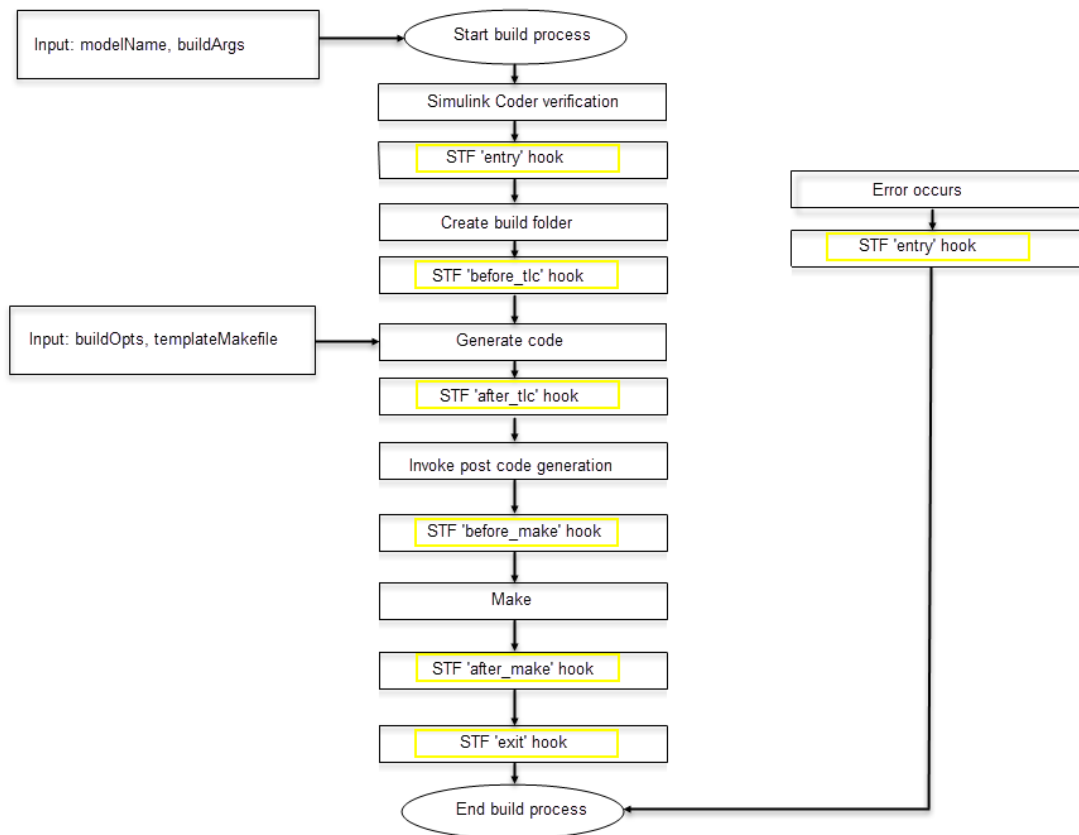 Input: modelName, buildArgs
Start build process
Simulink Coder verification
STF 'entry' hook
Create build folder
STF 'before_tlc' hook
Input: buildOpts, templateMakefile
Generate code
STF 'after_tlc' hook
Invoke post code generation
STF 'before_make' hook
Make
STF 'after_make' hook
STF 'exit' hook
End build process
Error occurs
STF 'entry' hook